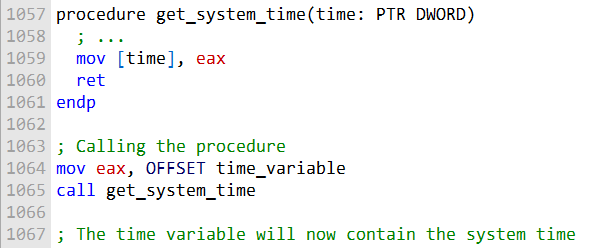 1057 procedure get_system_time(time: PTR DWORD)
1058   ; ...
1059   mov [time], eax
1060   ret
1061 endp
1062
1063 ; Calling the procedure
1064 mov eax, OFFSET time_variable
1065 call get_system_time
1066
1067 ; The time variable will now contain the system time